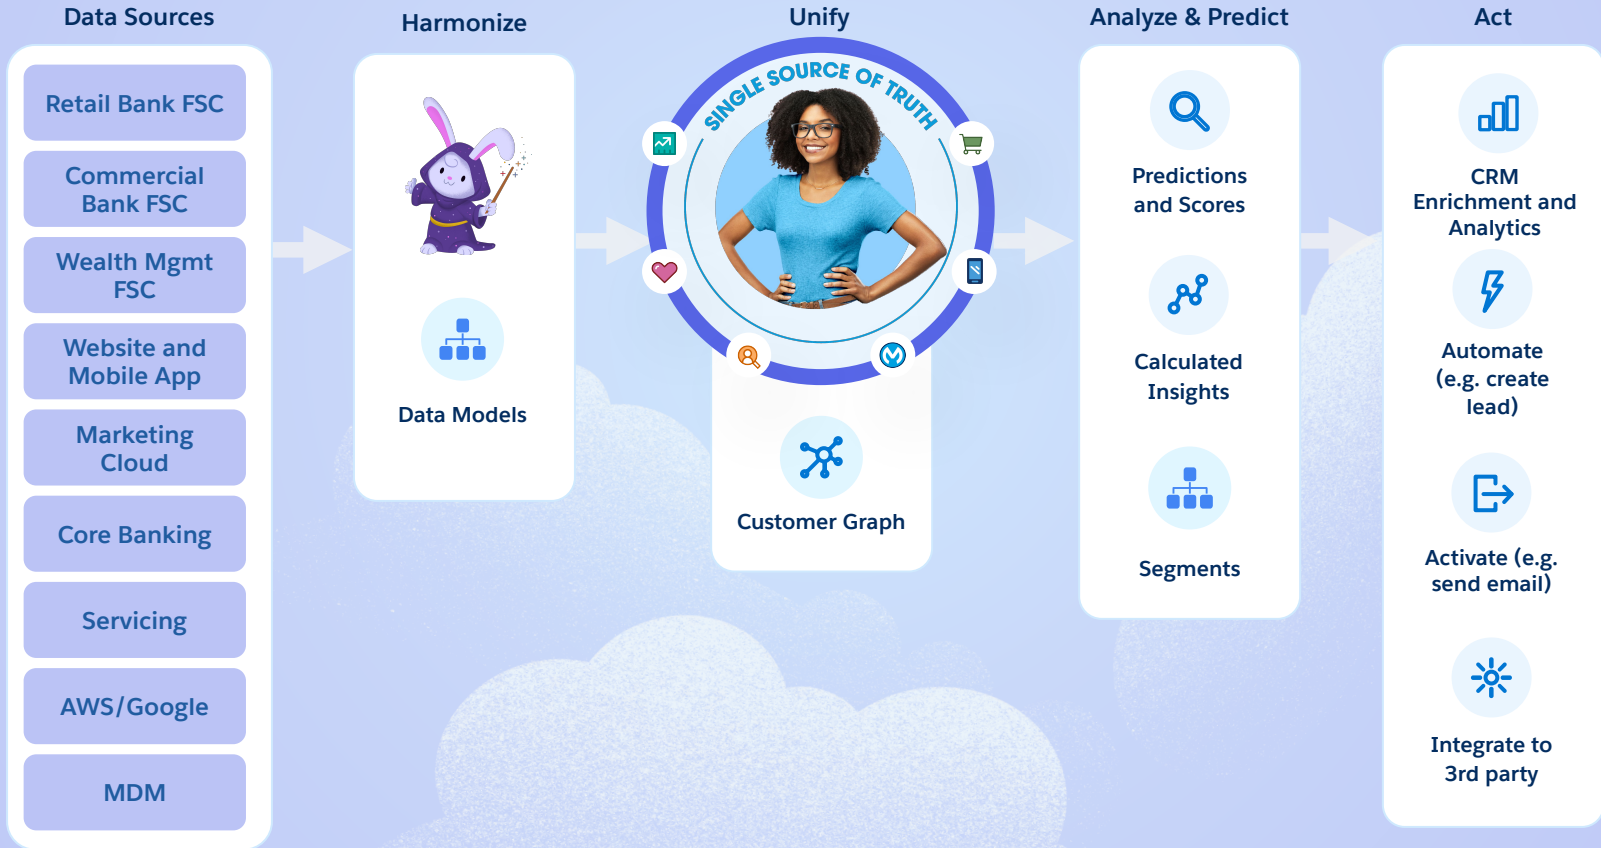 Data Sources
Retail Bank FSC
Commercial
Bank FSC
Wealth Mgmt
FSC
Website and
Mobile App
Marketing
Cloud
Core Banking
Servicing
AWS/Google
MDM
Harmonize
Data Models
Unify
SINGLE SOURCE OF TRUTH
Customer Graph
Analyze & Predict
Predictions
and Scores
Calculated
Insights
Segments
Act
CRM
Enrichment and
Analytics
Automate
(e.g. create
lead)
Activate (e.g.
send email)
Integrate to
3rd party